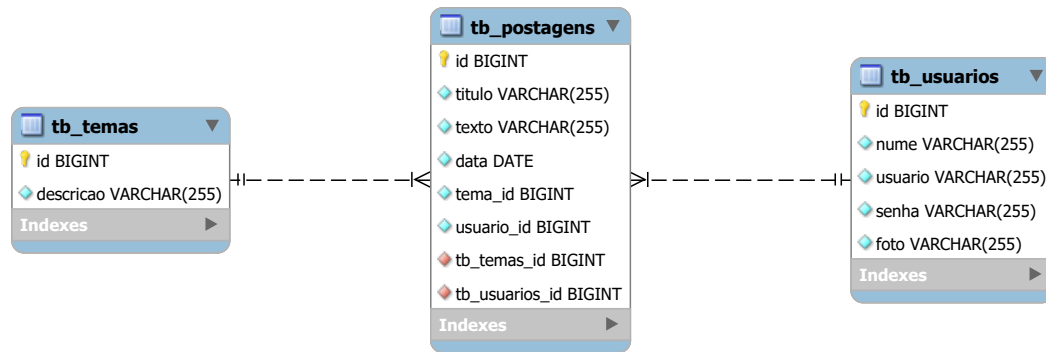 tb_temas
id BIGINT
descricao VARCHAR(255)
Indexes
tb_postagens
id BIGINT
titulo VARCHAR(255)
texto VARCHAR(255)
data DATE
tema_id BIGINT
usuario_id BIGINT
tb_temas_id BIGINT
tb_usuarios_id BIGINT
Indexes
tb_usuarios
id BIGINT
nume VARCHAR(255)
usuario VARCHAR(255)
senha VARCHAR(255)
foto VARCHAR(255)
Indexes